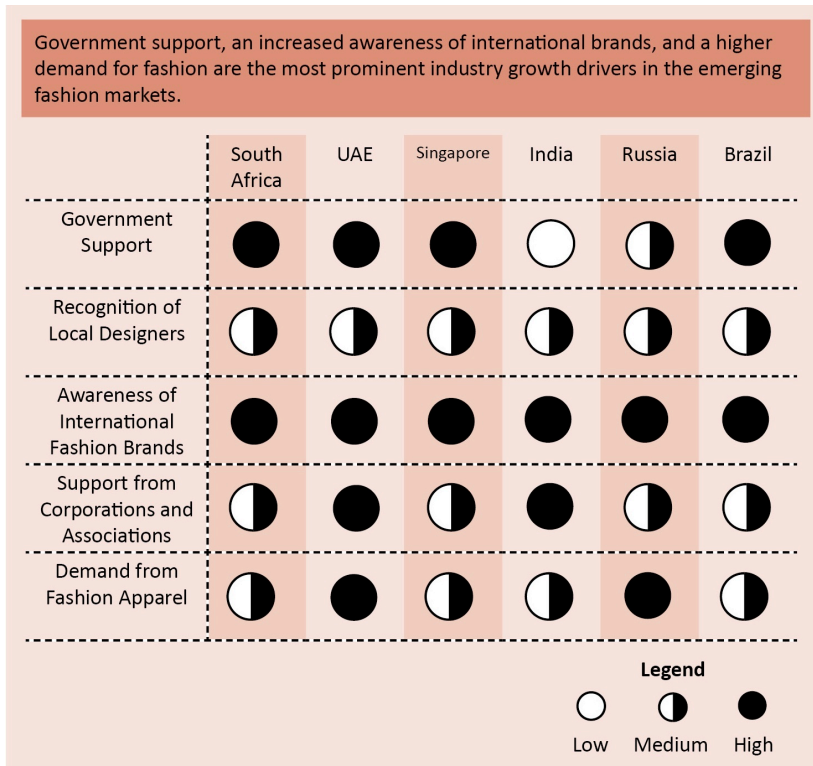 Government support, an increased awareness of international brands, and a higher
demand for fashion are the most prominent industry growth drivers in the emerging
fashion markets.
South
Africa
UAE
Singapore
India
Russia
Brazil
Government
Support
Recognition of
Local Designers
Awareness of
International
Fashion Brands
Support from
Corporations and
Associations
Demand from
Fashion Apparel
Legend
Low
Medium
High